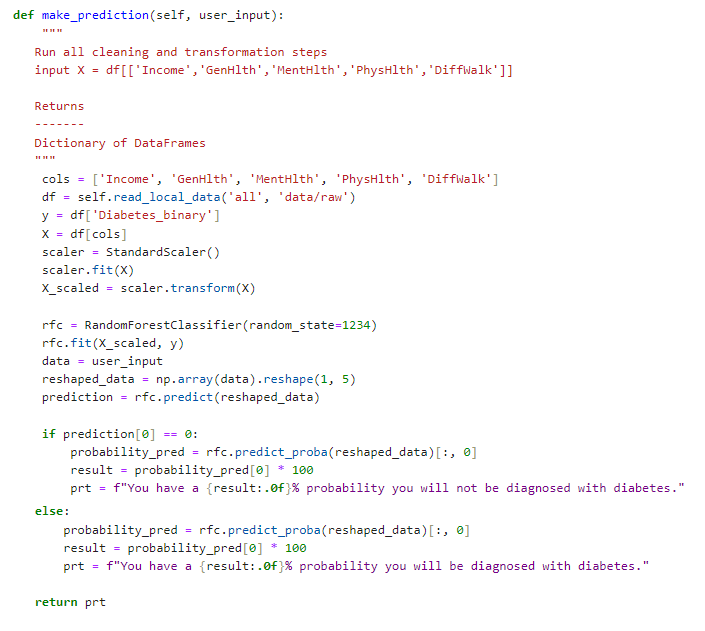 def make_prediction(self, user_input):
    """
   Run all cleaning and transformation steps
   input X = df[['Income','GenHlth','MentHlth','PhysHlth','DiffWalk']]

   Returns
   -------
   Dictionary of DataFrames
   """
    cols = ['Income', 'GenHlth', 'MentHlth', 'PhysHlth', 'DiffWalk']
    df = self.read_local_data('all', 'data/raw')
    y = df['Diabetes_binary']
    X = df[cols]
    scaler = StandardScaler()
    scaler.fit(X)
    X_scaled = scaler.transform(X)

    rfc = RandomForestClassifier(random_state=1234)
    rfc.fit(X_scaled, y)
    data = user_input
    reshaped_data = np.array(data).reshape(1, 5)
    prediction = rfc.predict(reshaped_data)

    if prediction[0] == 0:
        probability_pred = rfc.predict_proba(reshaped_data)[:, 0]
        result = probability_pred[0] * 100
        prt = f"You have a {result:.0f}% probability you will not be diagnosed with diabetes."
   else:
       probability_pred = rfc.predict_proba(reshaped_data)[:, 0]
       result = probability_pred[0] * 100
       prt = f"You have a {result:.0f}% probability you will be diagnosed with diabetes."

   return prt